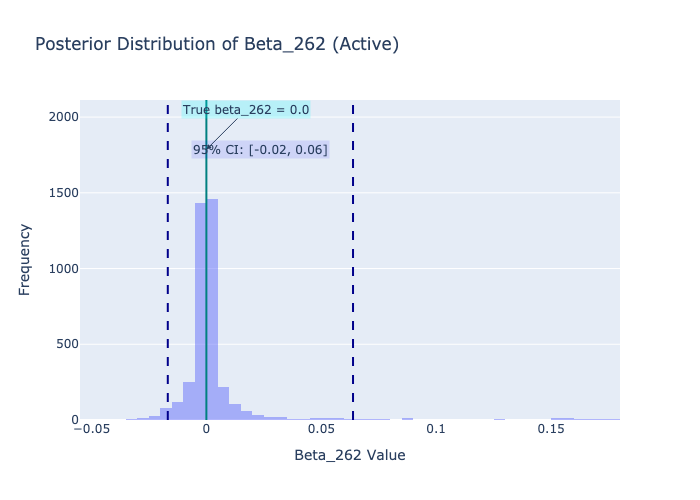 Posterior Distribution of Beta_262 (Active)
True beta_262 = 0.0
95% CI: [-0.02, 0.06]
2000
1500
1000
500
0
Frequency
−0.05
0
0.05
0.1
0.15
Beta_262 Value